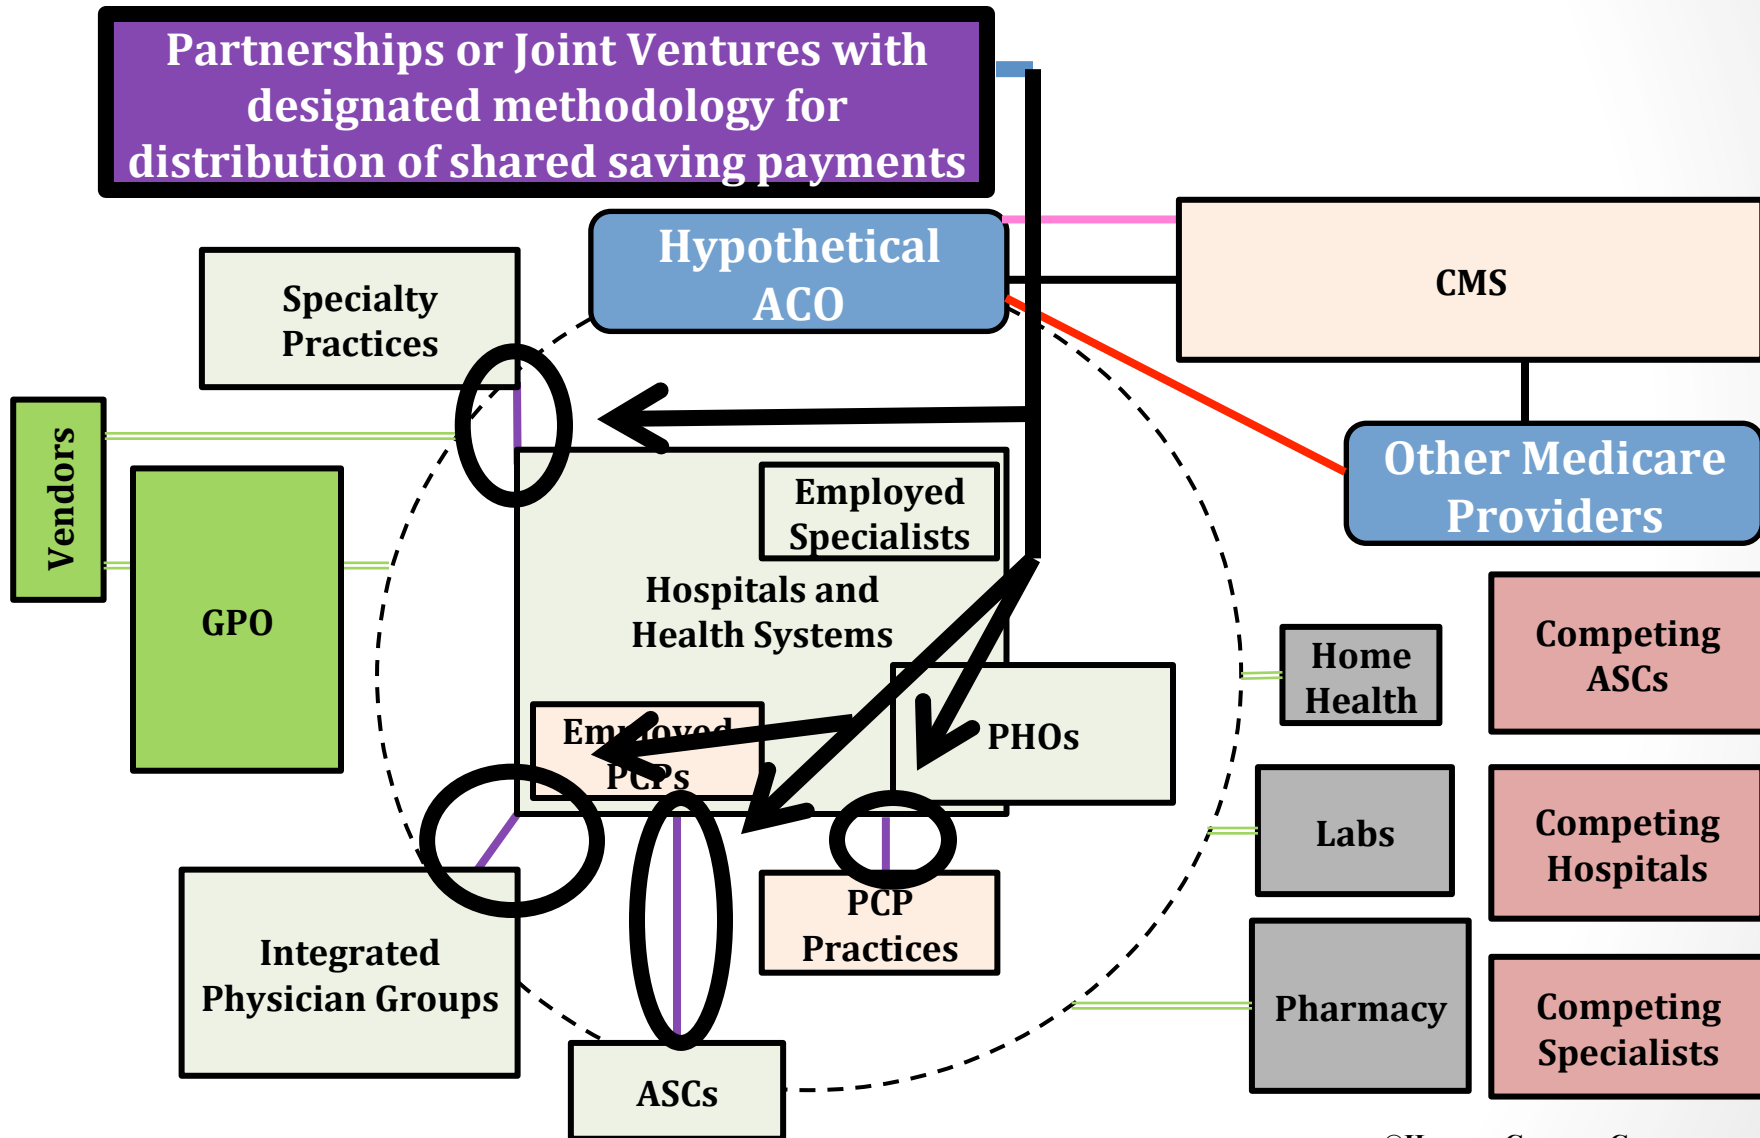 Partnerships or Joint Ventures with
designated methodology for
distribution of shared saving payments
Hypothetical
ACO
CMS
Specialty
Practices
Vendors
GPO
Employed
Specialists
Other Medicare
Providers
Hospitals and
Health Systems
Home
Health
Competing
ASCs
Employed
PCPs
PHOs
Labs
Competing
Hospitals
PCP
Practices
Integrated
Physician Groups
Pharmacy
Competing
Specialists
ASCs